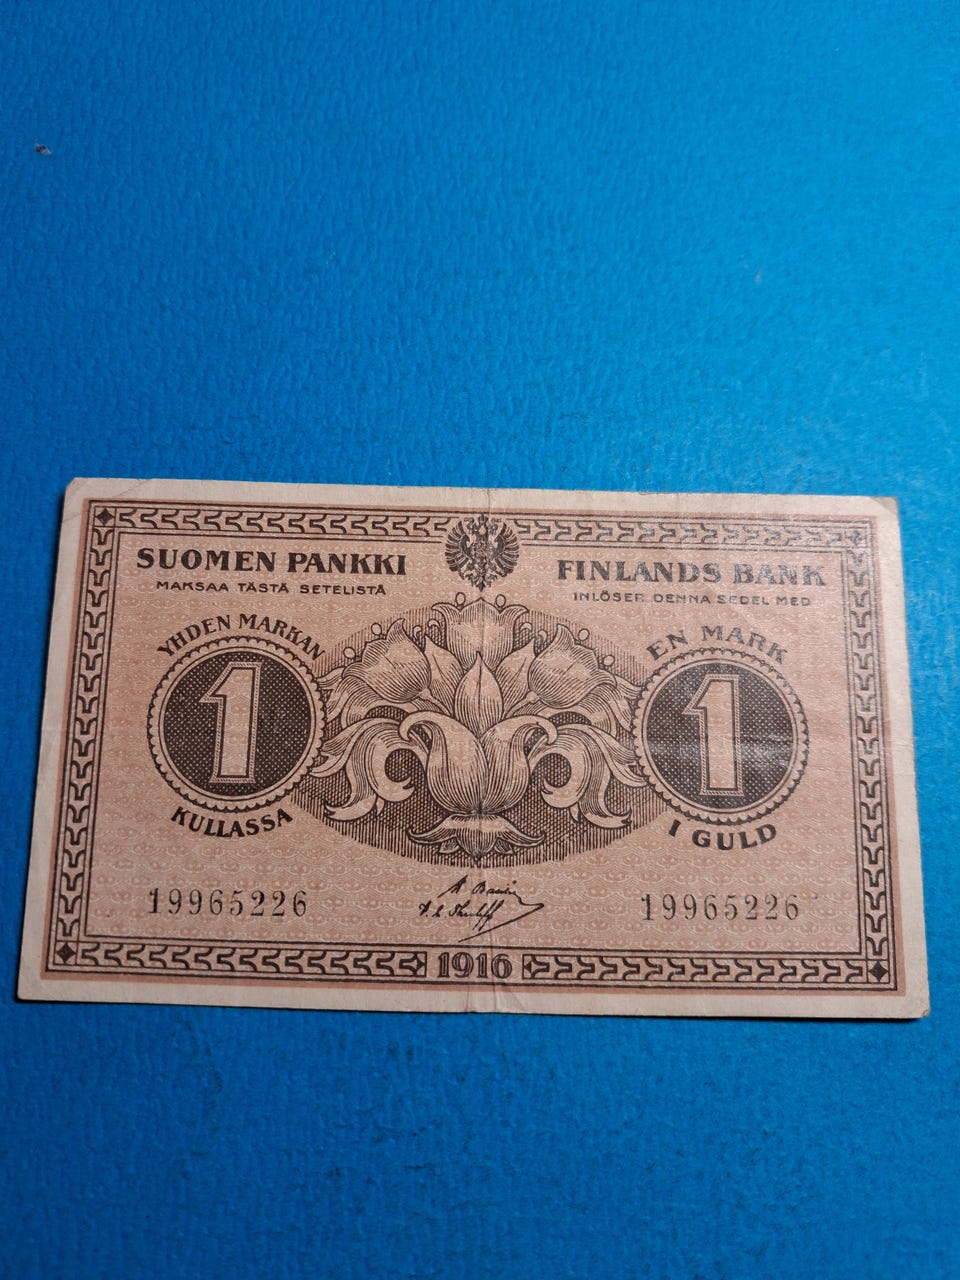 SUOMEN PANKKI
MAKSAA TÄSTÄ SETELISTÄ
YHDEN MARKAN
1
KULLASSA
19965226
FINLANDS BANK
INLÖSER DENNA SEDEL MED
EN MARK
1
I GULD
19965226
1916